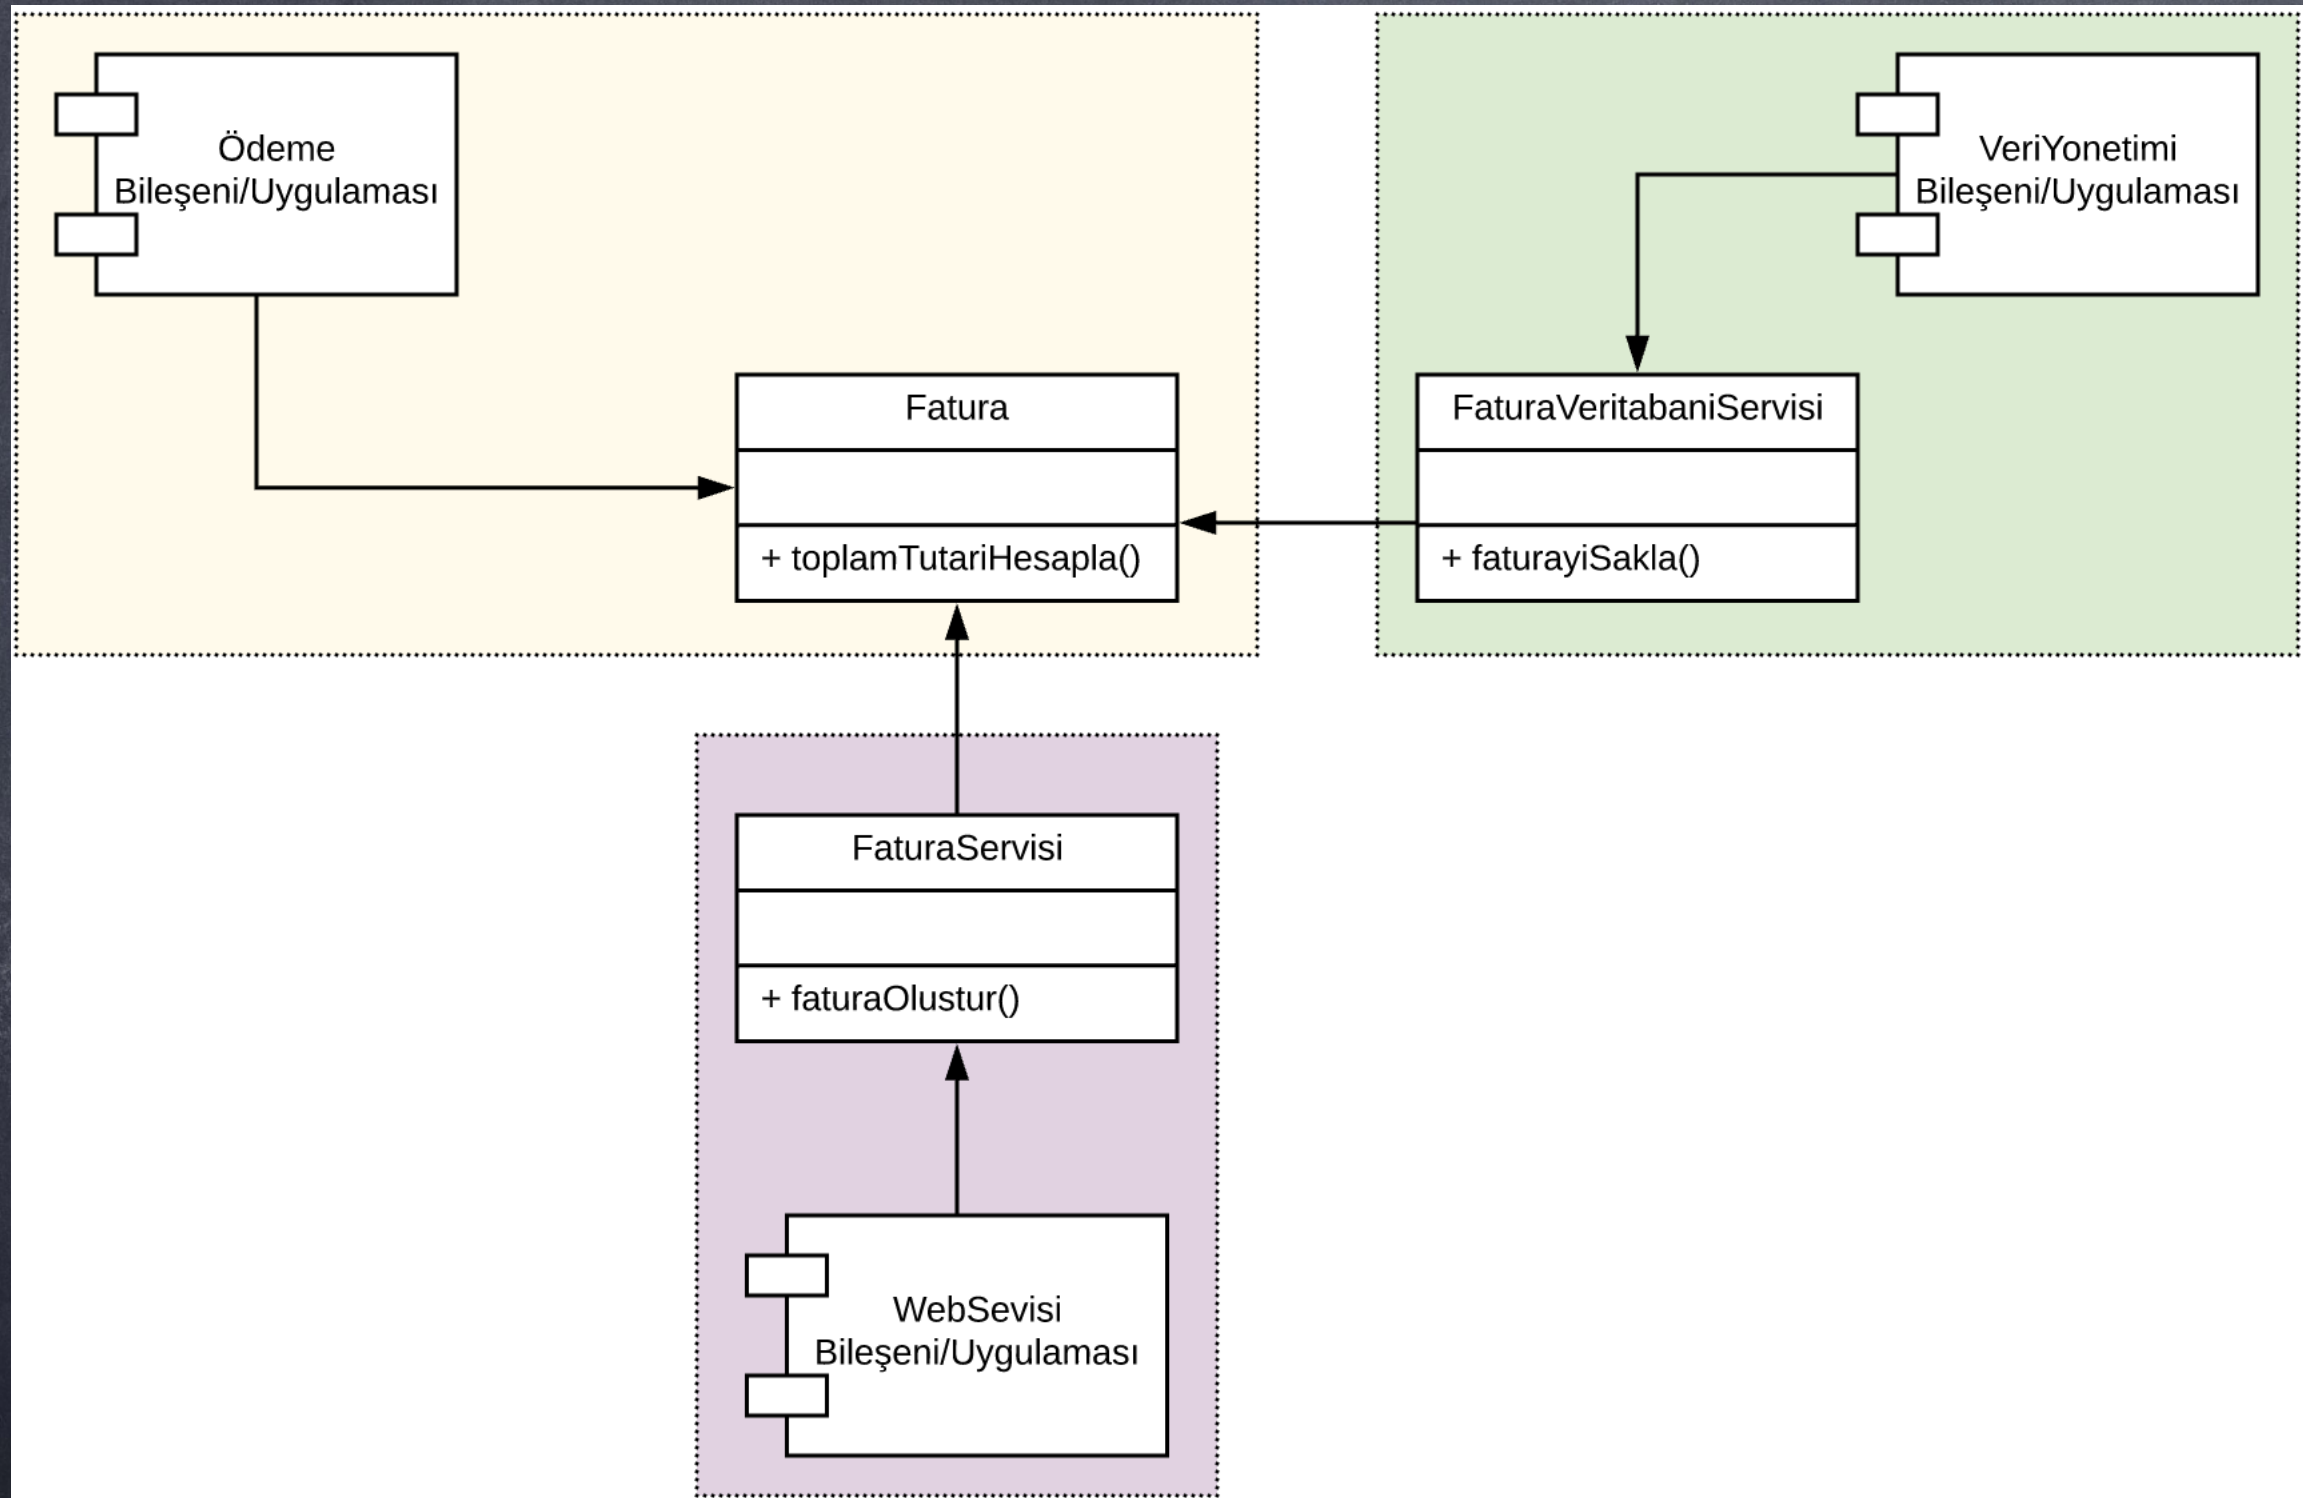 Ödeme
Bileşeni/Uygulaması
VeriYonetimi
Bileşeni/Uygulaması
Fatura
+ toplamTutariHesapla()
FaturaVeritabaniServisi
+ faturayiSakla()
FaturaServisi
+ faturaOlustur()
WebSevisi
Bileşeni/Uygulaması